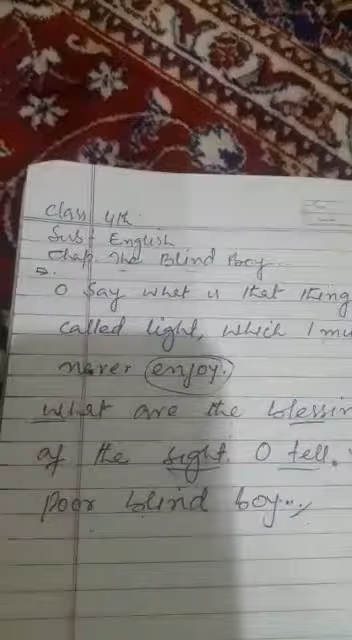 Class 4th
Sub: English
Chap. The Blind Boy
O Say what is that thing
called light, which I mu
never enjoy.
what are the blessin
of the sight. O tell.
poor blind boy...